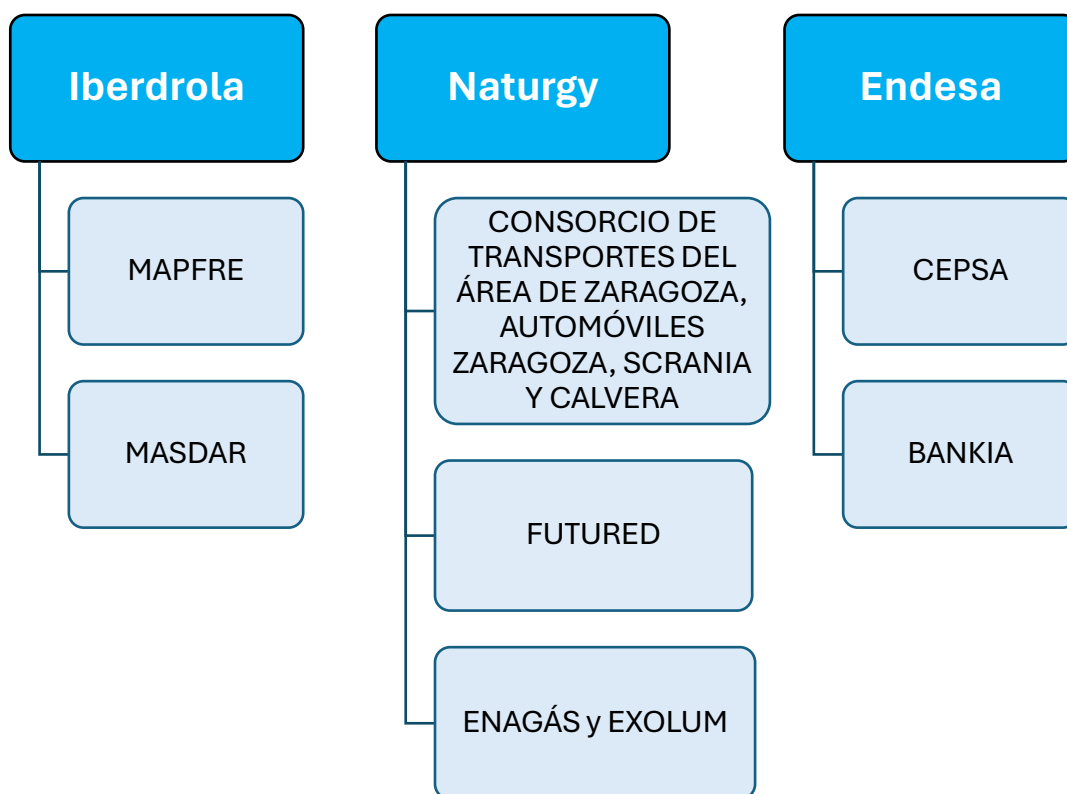 Iberdrola
MAPFRE
MASDAR
Naturgy
CONSORCIO DE
TRANSPORTES DEL
ÁREA DE ZARAGOZA,
AUTOMÓVILES
ZARAGOZA, SCRANIA
Y CALVERA
FUTURED
ENAGÁS y EXOLUM
Endesa
CEPSA
BANKIA